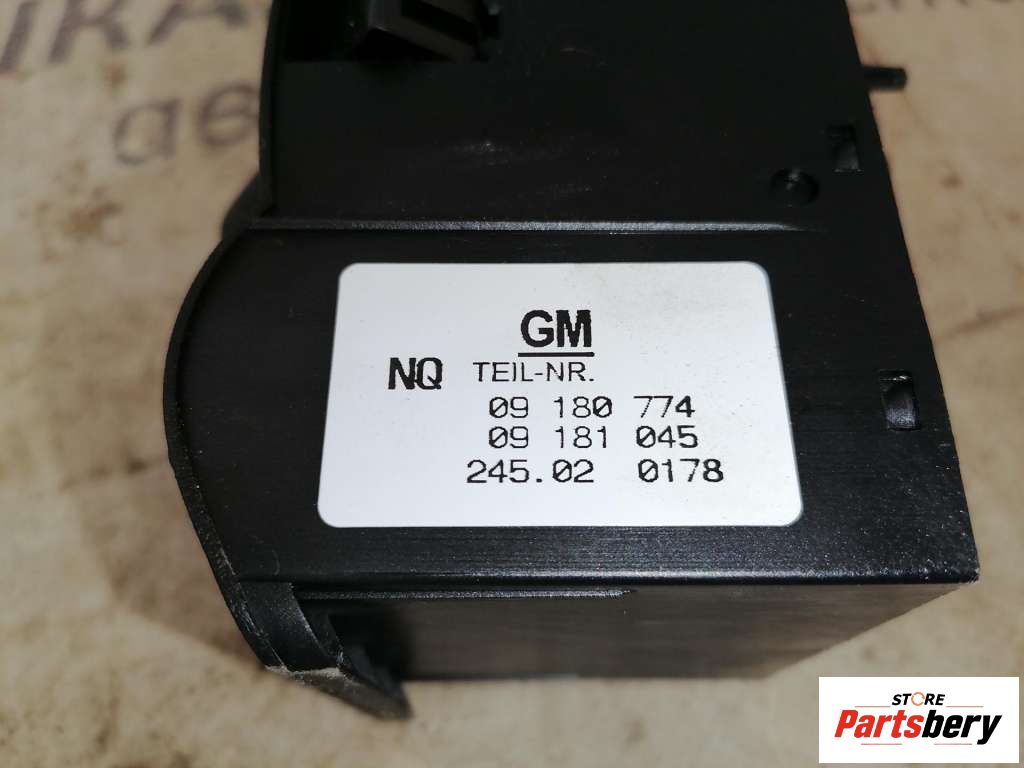 GM
NQ TEIL-NR.
09 180 774
09 181 045
245.02 0178
STORE
Partsbery